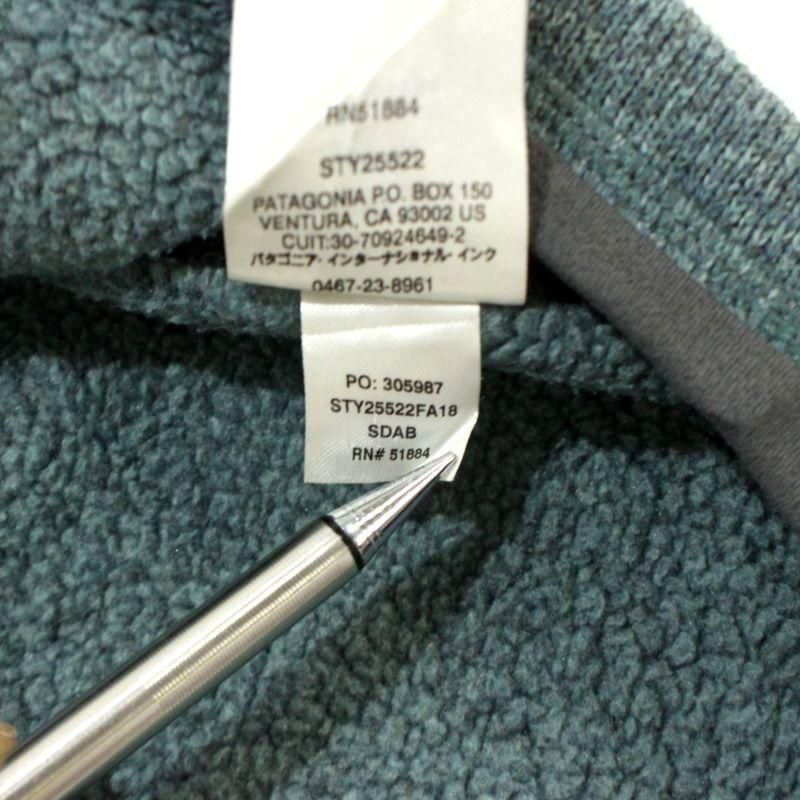 RN51884
STY25522
PATAGONIA P.O. BOX 150
VENTURA, CA 93002 US
CUIT:30-70924649-2
パタゴニア・インターナショナル・インク
0467-23-8961
PO: 305987
STY25522FA18
SDAB
RN# 51884